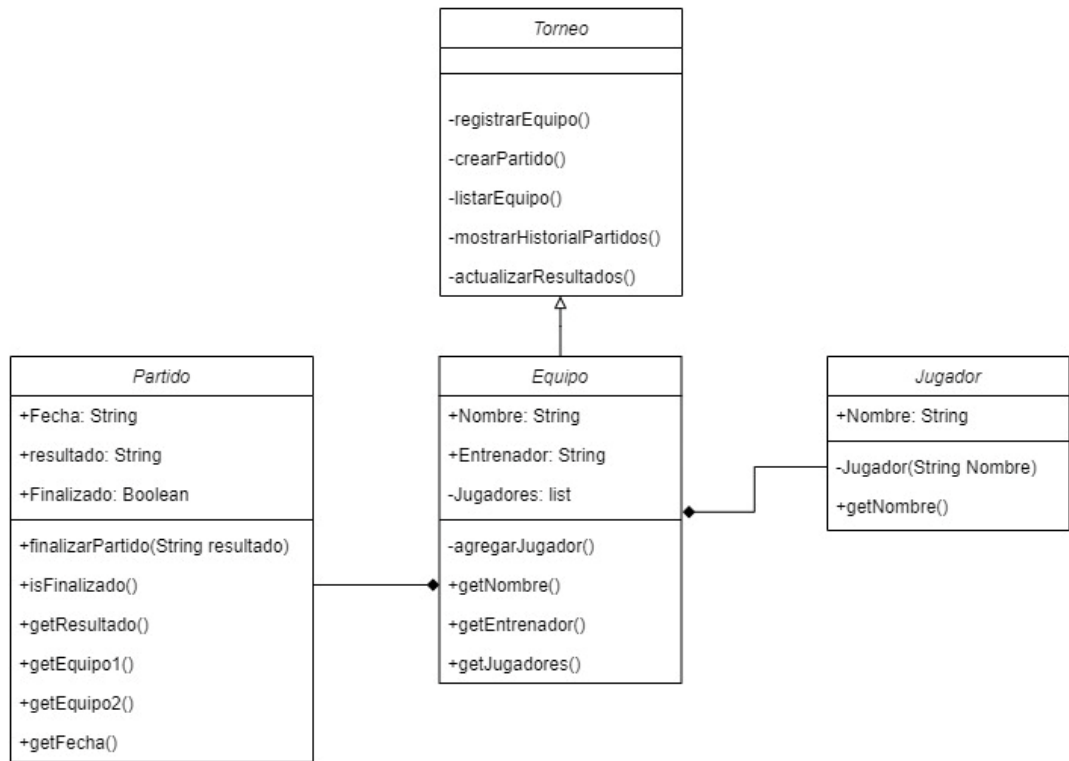 Torneo
-registrarEquipo()
-crearPartido()
-listarEquipo()
-mostrarHistorialPartidos()
-actualizarResultados()
Partido
+Fecha: String
+resultado: String
+Finalizado: Boolean
+finalizarPartido(String resultado)
+isFinalizado()
+getResultado()
+getEquipo1()
+getEquipo2()
+getFecha()
Equipo
+Nombre: String
+Entrenador: String
-Jugadores: list
-agregarJugador()
+getNombre()
+getEntrenador()
+getJugadores()
Jugador
+Nombre: String
-Jugador(String Nombre)
+getNombre()